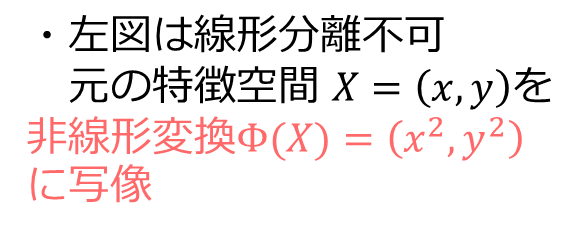 ・左図は線形分離不可
元の特徴空間 X = (x, y)を
非線形変換Φ(X) = (x², y²)
に写像